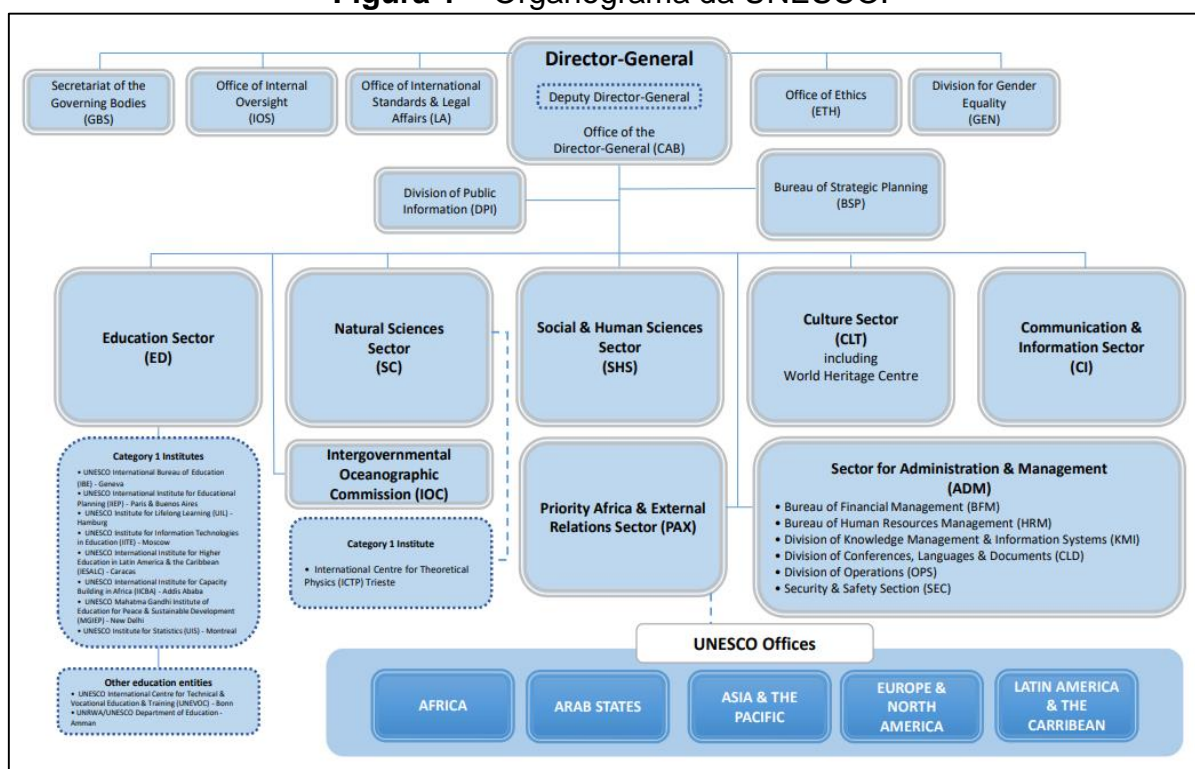 Figura 1 – Organograma da UNESCO.
Director-General
Deputy Director-General
Office of the
Director-General (CAB)
Secretariat of the
Governing Bodies
(GBS)
Office of Internal
Oversight
(IOS)
Office of International
Standards & Legal
Affairs (LA)
Office of Ethics
(ETH)
Division for Gender
Equality
(GEN)
Division of Public
Information (DPI)
Bureau of Strategic Planning
(BSP)
Education Sector
(ED)
Natural Sciences
Sector
(SC)
Social & Human Sciences
Sector
(SHS)
Culture Sector
(CLT)
including
World Heritage Centre
Communication &
Information Sector
(CI)
Category 1 Institutes
• UNESCO International Bureau of Education
(IBE) - Geneva
• UNESCO International Institute for Educational
Planning (IIEP) - Paris & Buenos Aires
• UNESCO Institute for Lifelong Learning (UIL) -
Hamburg
• UNESCO Institute for Information Technologies
in Education (IITE) - Moscow
• UNESCO International Institute for Higher
Education in Latin America & the Caribbean
(IESALC) - Caracas
• UNESCO International Institute for Capacity
Building in Africa (IICBA) - Addis Ababa
• UNESCO Mahatma Gandhi Institute of
Education for Peace & Sustainable Development
(MGIEP) - New Delhi
• UNESCO Institute for Statistics (UIS) - Montreal
Other education entities
• UNESCO International Centre for Technical &
Vocational Education & Training (UNEVOC) - Bonn
• UNRWA/UNESCO Department of Education -
Amman
Intergovernmental
Oceanographic
Commission (IOC)
Category 1 Institute
• International Centre for Theoretical
Physics (ICTP) Trieste
Priority Africa & External
Relations Sector (PAX)
Sector for Administration & Management
(ADM)
• Bureau of Financial Management (BFM)
• Bureau of Human Resources Management (HRM)
• Division of Knowledge Management & Information Systems (KMI)
• Division of Conferences, Languages & Documents (CLD)
• Division of Operations (OPS)
• Security & Safety Section (SEC)
UNESCO Offices
AFRICA
ARAB STATES
ASIA & THE
PACIFIC
EUROPE &
NORTH
AMERICA
LATIN AMERICA
& THE
CARRIBEAN